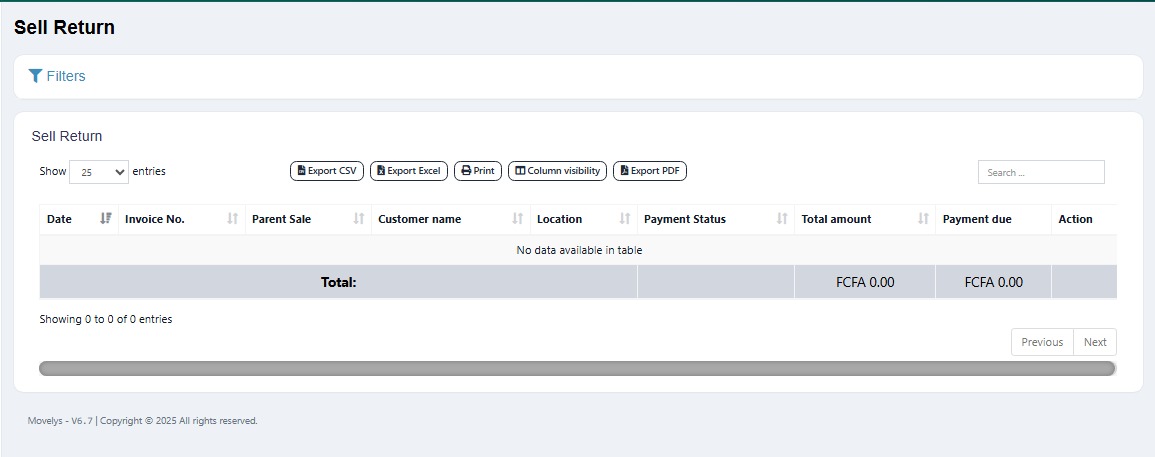 Sell Return
Filters
Sell Return
Show 25 entries Export CSV Export Excel Print Column visibility Export PDF Search ...
Date Invoice No. Parent Sale Customer name Location Payment Status Total amount Payment due Action
No data available in table
Total: FCFA 0.00 FCFA 0.00
Showing 0 to 0 of 0 entries
Previous Next
Movelys - V6.7 | Copyright © 2025 All rights reserved.